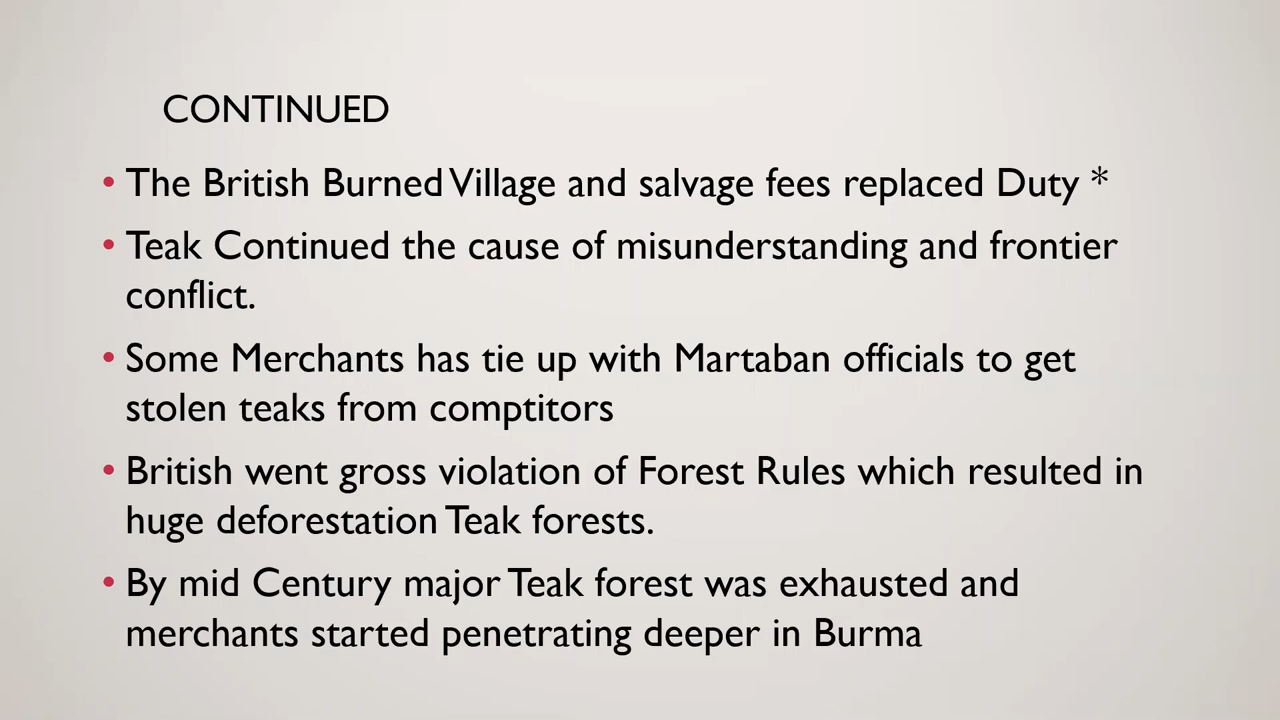 CONTINUED
• The British Burned Village and salvage fees replaced Duty *
• Teak Continued the cause of misunderstanding and frontier
conflict.
• Some Merchants has tie up with Martaban officials to get
stolen teaks from comptitors
• British went gross violation of Forest Rules which resulted in
huge deforestation Teak forests.
• By mid Century major Teak forest was exhausted and
merchants started penetrating deeper in Burma